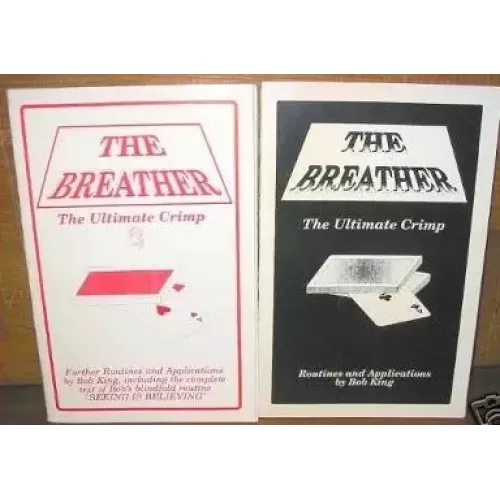 THE
BREATHER
The Ultimate Crimp
2
Further Routines and Applications
by Bob King, including the complete
text of Bob's blindfold routine
"SEEING IS BELIEVING"
THE
BREATHER
The Ultimate Crimp
Routines and Applications
by Bob King